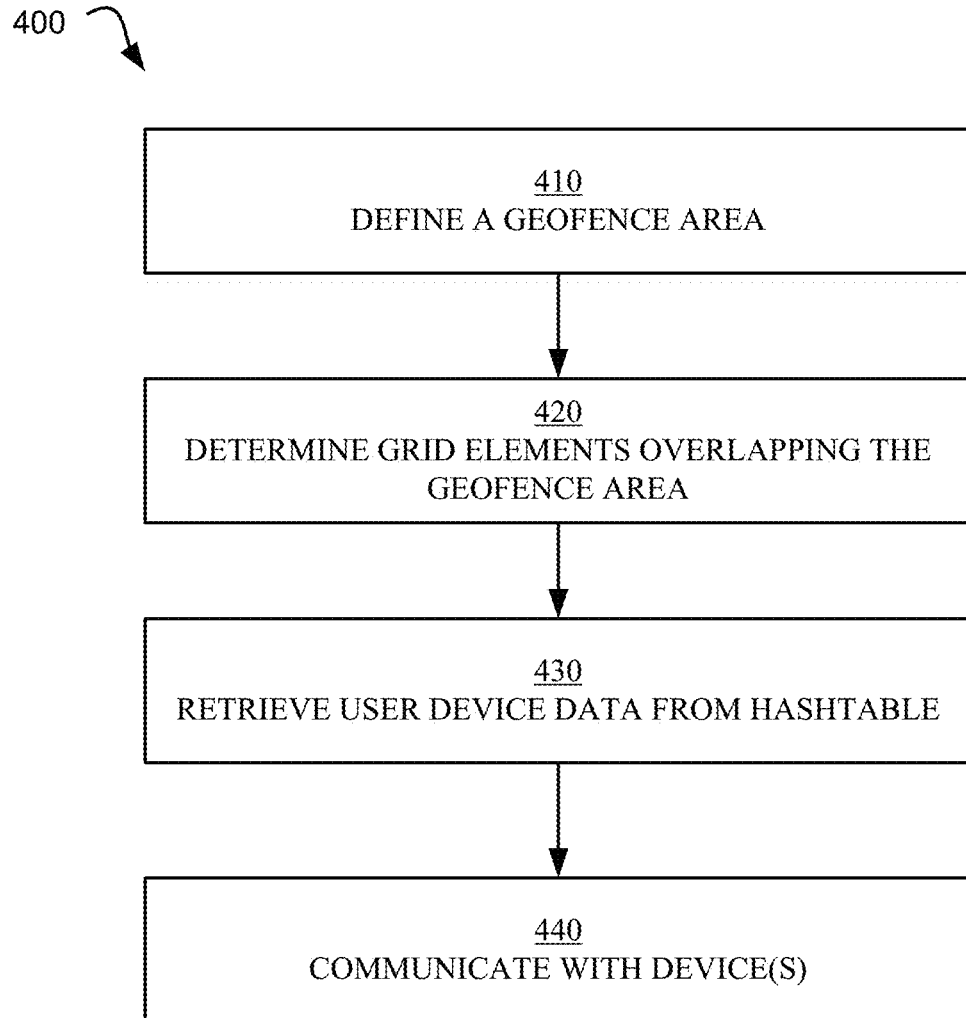 400
410
DEFINE A GEOFENCE AREA
420
DETERMINE GRID ELEMENTS OVERLAPPING THE
GEOFENCE AREA
430
RETRIEVE USER DEVICE DATA FROM HASHTABLE
440
COMMUNICATE WITH DEVICE(S)